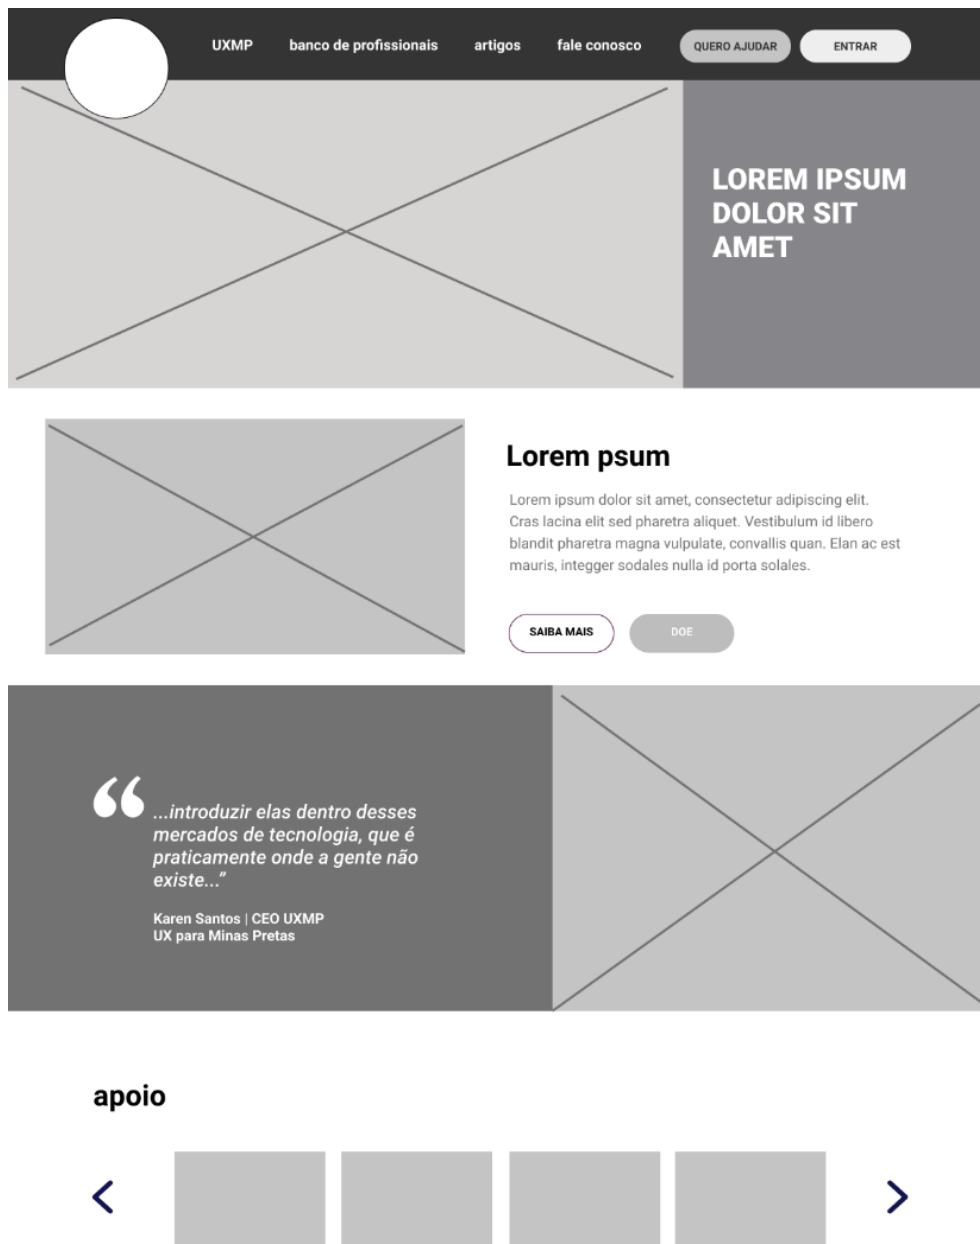 UXMP banco de profissionais artigos fale conosco QUERO AJUDAR ENTRAR
LOREM IPSUM
DOLOR SIT
AMET
Lorem psum
Lorem ipsum dolor sit amet, consectetur adipiscing elit.
Cras lacina elit sed pharetra aliquet. Vestibulum id libero
blandit pharetra magna vulpulate, convallis quan. Elan ac est
mauris, integger sodales nulla id porta solales.
SAIBA MAIS DOE
“ ...introduzir elas dentro desses
mercados de tecnologia, que é
praticamente onde a gente não
existe...”
Karen Santos | CEO UXMP
UX para Minas Pretas
apoio